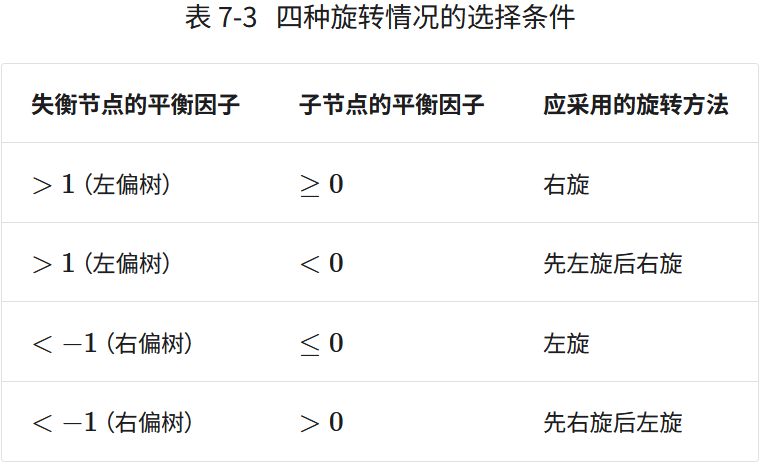 表 7-3 四种旋转情况的选择条件
失衡节点的平衡因子 子节点的平衡因子 应采用的旋转方法
> 1 (左偏树) ≥ 0 右旋
> 1 (左偏树) < 0 先左旋后右旋
< −1 (右偏树) ≤ 0 左旋
< −1 (右偏树) > 0 先右旋后左旋